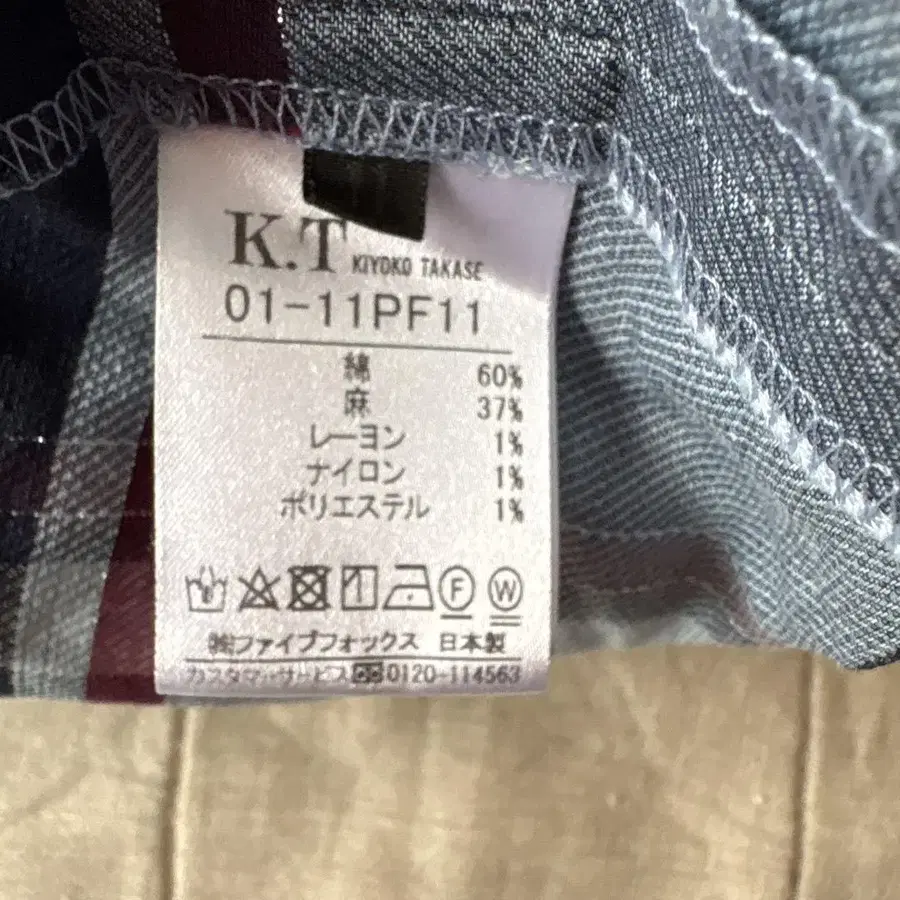 K.T KIYOKO TAKASE
01-11PF11
綿 60%
麻 37%
レーヨン 1%
ナイロン 1%
ポリエステル 1%
F W
㈱ファイブフォックス 日本製
カスタマーサービス 0120-114563